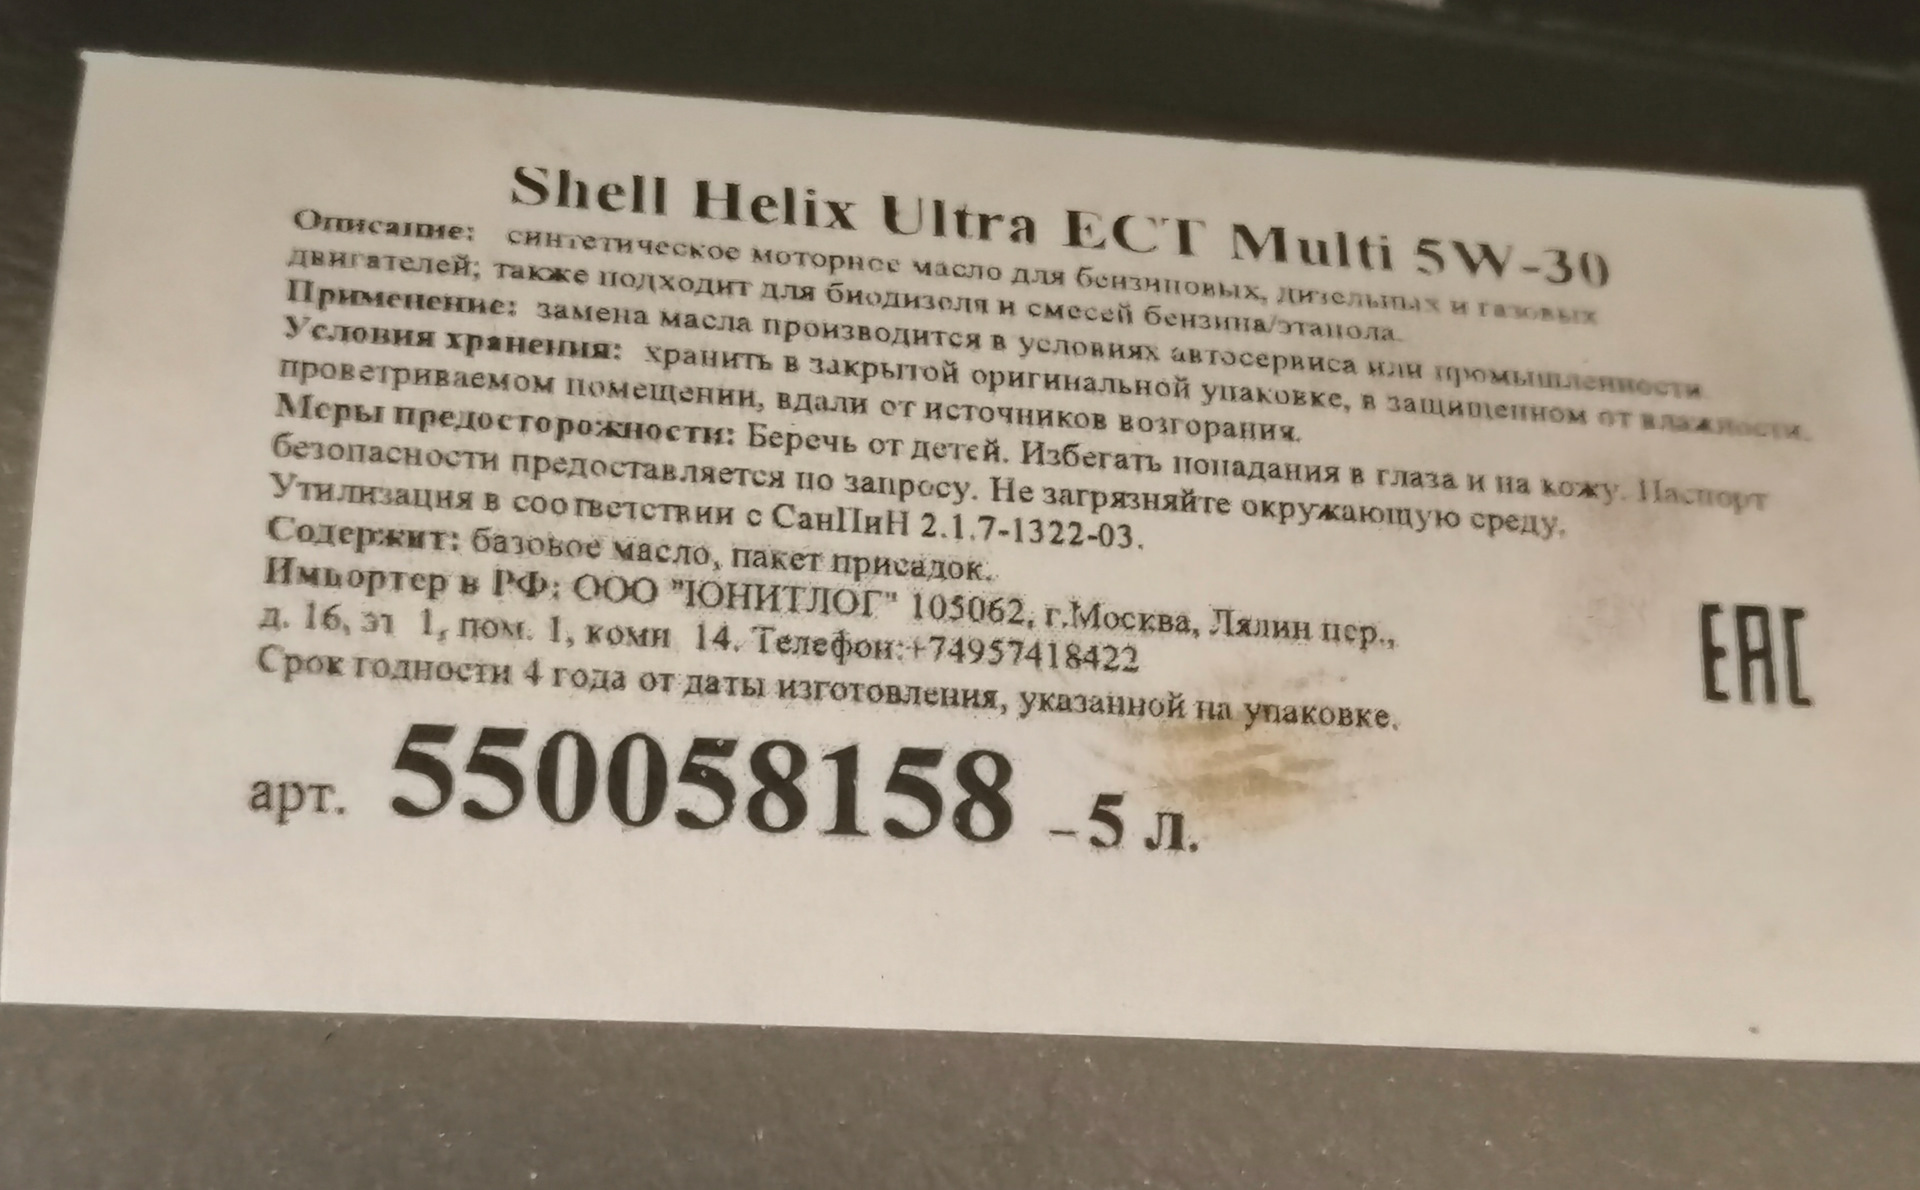 Shell Helix Ultra ECT Multi 5W-30
Описание: синтетическое моторное масло для бензиновых, дизельных и газовых
двигателей; также подходит для биодизеля и смесей бензина/этанола.
Применение: замена масла производится в условиях автосервиса или промышленности.
Условия хранения: хранить в закрытой оригинальной упаковке, в защищенном от влажности,
проветриваемом помещении, вдали от источников возгорания.
Меры предосторожности: Беречь от детей. Избегать попадания в глаза и на кожу. Паспорт
безопасности предоставляется по запросу. Не загрязняйте окружающую среду.
Утилизация в соответствии с СанПиН 2.1.7-1322-03.
Содержит: базовое масло, пакет присадок.
Импортер в РФ: ООО "ЮНИТЛОГ" 105062, г.Москва, Лялин пер.,
д. 16, эт 1, пом. 1, комн 14. Телефон:+74957418422
Срок годности 4 года от даты изготовления, указанной на упаковке.
EAC
арт. 550058158 -5 л.